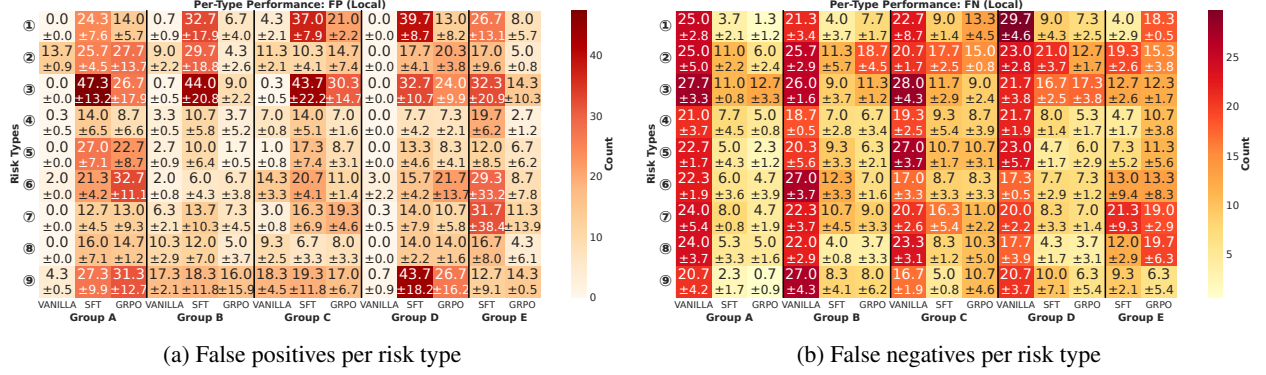 Per-Type Performance: FP (Local)
Risk Types
① 0.0 24.3 14.0 0.7 32.7 6.7 4.3 37.0 21.0 0.0 39.7 13.0 26.7 8.0
±0.0 ±7.6 ±5.7 ±0.9 ±17.9 ±4.0 ±2.1 ±7.9 ±2.2 ±0.0 ±8.7 ±2.2 ±13.1 ±5.7
② 13.7 25.7 27.7 9.0 29.7 4.3 11.3 10.3 14.7 0.0 17.7 20.3 17.0 5.0
±0.9 ±4.5 ±13.7 ±2.2 ±18.8 ±2.6 ±2.1 ±4.1 ±7.4 ±0.0 ±4.1 ±3.8 ±9.6 ±0.8
③ 0.0 47.3 26.7 0.7 44.0 9.0 0.3 43.7 30.3 0.0 32.7 24.0 32.3 14.3
±0.0 ±13.2 ±17.9 ±0.5 ±20.8 ±2.2 ±0.5 ±22.2 ±14.7 ±0.0 ±10.4 ±9.9 ±20.9 ±10.3
④ 0.3 14.0 8.7 3.3 10.7 3.7 7.0 14.0 7.0 0.0 7.7 7.3 19.7 2.7
±0.5 ±6.5 ±6.6 ±0.5 ±5.8 ±5.2 ±0.8 ±5.1 ±1.6 ±0.0 ±4.2 ±2.1 ±6.2 ±1.2
⑤ 0.0 27.0 22.7 2.7 10.0 1.7 1.0 17.3 8.7 0.0 13.3 8.3 12.0 6.7
±0.0 ±7.1 ±8.7 ±0.9 ±6.4 ±0.5 ±0.8 ±7.4 ±3.1 ±0.0 ±4.6 ±4.1 ±8.5 ±6.2
⑥ 2.0 21.3 32.7 2.0 6.0 6.7 14.3 20.7 11.0 3.0 15.7 21.7 29.3 8.7
±0.0 ±4.2 ±11.1 ±0.8 ±4.3 ±3.8 ±3.3 ±4.1 ±1.4 ±0.8 ±4.2 ±13.7 ±33.2 ±7.8
⑦ 0.0 12.7 13.0 6.3 13.7 7.3 3.0 16.3 19.3 0.3 14.0 10.7 31.7 11.3
±0.0 ±4.5 ±9.3 ±2.1 ±10.3 ±4.5 ±0.8 ±6.9 ±4.6 ±0.5 ±7.9 ±5.8 ±38.4 ±13.9
⑧ 0.0 16.0 14.7 10.3 12.0 5.0 9.3 6.7 8.0 0.0 14.0 14.0 16.7 4.3
±0.0 ±4.1 ±12.7 ±2.9 ±7.0 ±0.7 ±2.5 ±3.3 ±3.3 ±0.0 ±2.2 ±1.6 ±8.0 ±6.1
⑨ 4.3 27.3 31.3 17.3 18.3 16.0 18.3 19.3 17.0 0.7 43.7 26.7 12.7 14.3
±0.5 ±9.9 ±12.7 ±2.1 ±11.8 ±15.9 ±4.5 ±11.8 ±6.7 ±0.9 ±18.2 ±16.2 ±9.1 ±0.5
VANILLA SFT GRPO VANILLA SFT GRPO VANILLA SFT GRPO VANILLA SFT GRPO SFT GRPO
Group A Group B Group C Group D Group E
40
30
20
10
0
Count
(a) False positives per risk type
Per-Type Performance: FN (Local)
Risk Types
① 25.0 3.7 1.3 21.3 4.0 7.7 22.7 9.0 13.3 29.7 9.0 7.3 4.0 18.3
±2.8 ±2.1 ±1.2 ±3.4 ±1.6 ±1.7 ±8.7 ±1.4 ±4.5 ±4.6 ±4.3 ±2.5 ±0.8 ±0.5
② 25.0 11.0 6.0 25.7 11.3 18.7 20.7 17.7 15.0 23.0 21.0 12.7 19.3 15.3
±5.0 ±2.2 ±2.4 ±2.9 ±5.7 ±4.5 ±1.7 ±2.5 ±0.8 ±5.7 ±3.7 ±1.7 ±2.6 ±3.8
③ 27.7 11.0 12.7 26.0 9.0 11.3 28.0 11.7 9.0 21.7 16.7 17.3 11.7 12.3
±3.3 ±0.8 ±3.3 ±1.6 ±3.7 ±1.2 ±4.3 ±2.9 ±2.4 ±3.8 ±2.5 ±3.8 ±2.6 ±1.7
④ 21.0 7.7 5.0 18.7 7.0 6.7 19.3 9.3 8.7 21.7 7.3 5.3 4.7 10.7
±3.7 ±4.5 ±0.8 ±0.5 ±2.8 ±3.4 ±2.5 ±5.4 ±3.9 ±1.9 ±4.0 ±1.7 ±1.7 ±3.8
⑤ 22.7 5.0 2.3 20.3 9.3 9.3 27.0 10.7 10.7 23.0 6.7 6.0 7.3 11.3
±1.7 ±4.3 ±1.2 ±5.6 ±3.3 ±2.1 ±3.7 ±1.7 ±3.1 ±5.7 ±1.2 ±2.9 ±5.2 ±5.6
⑥ 22.3 6.0 4.7 27.0 12.3 12.0 17.0 8.7 8.7 17.3 7.7 7.3 13.0 13.3
±1.9 ±3.6 ±3.9 ±3.7 ±3.3 ±0.8 ±0.8 ±3.3 ±3.4 ±0.5 ±2.9 ±1.2 ±9.4 ±8.3
⑦ 24.0 8.0 4.7 22.3 10.7 9.0 20.7 16.3 11.0 20.0 8.3 7.0 21.3 19.0
±5.4 ±0.8 ±1.9 ±3.7 ±4.5 ±3.3 ±2.6 ±5.4 ±2.2 ±2.2 ±3.3 ±1.4 ±9.3 ±2.9
⑧ 24.0 5.3 5.0 22.0 4.0 3.7 23.3 8.3 10.3 17.7 4.3 3.7 12.0 19.7
±3.7 ±3.3 ±1.6 ±2.9 ±0.8 ±3.3 ±3.1 ±1.2 ±2.5 ±3.9 ±1.7 ±2.1 ±2.9 ±6.3
⑨ 20.7 2.3 0.7 27.0 8.3 8.0 16.7 5.0 10.0 20.7 10.0 6.3 9.3 6.3
±4.2 ±1.7 ±0.9 ±4.3 ±4.1 ±6.2 ±1.9 ±0.8 ±4.6 ±3.7 ±7.1 ±5.4 ±2.1 ±5.4
VANILLA SFT GRPO VANILLA SFT GRPO VANILLA SFT GRPO VANILLA SFT GRPO SFT GRPO
Group A Group B Group C Group D Group E
25
20
15
10
5
Count
(b) False negatives per risk type